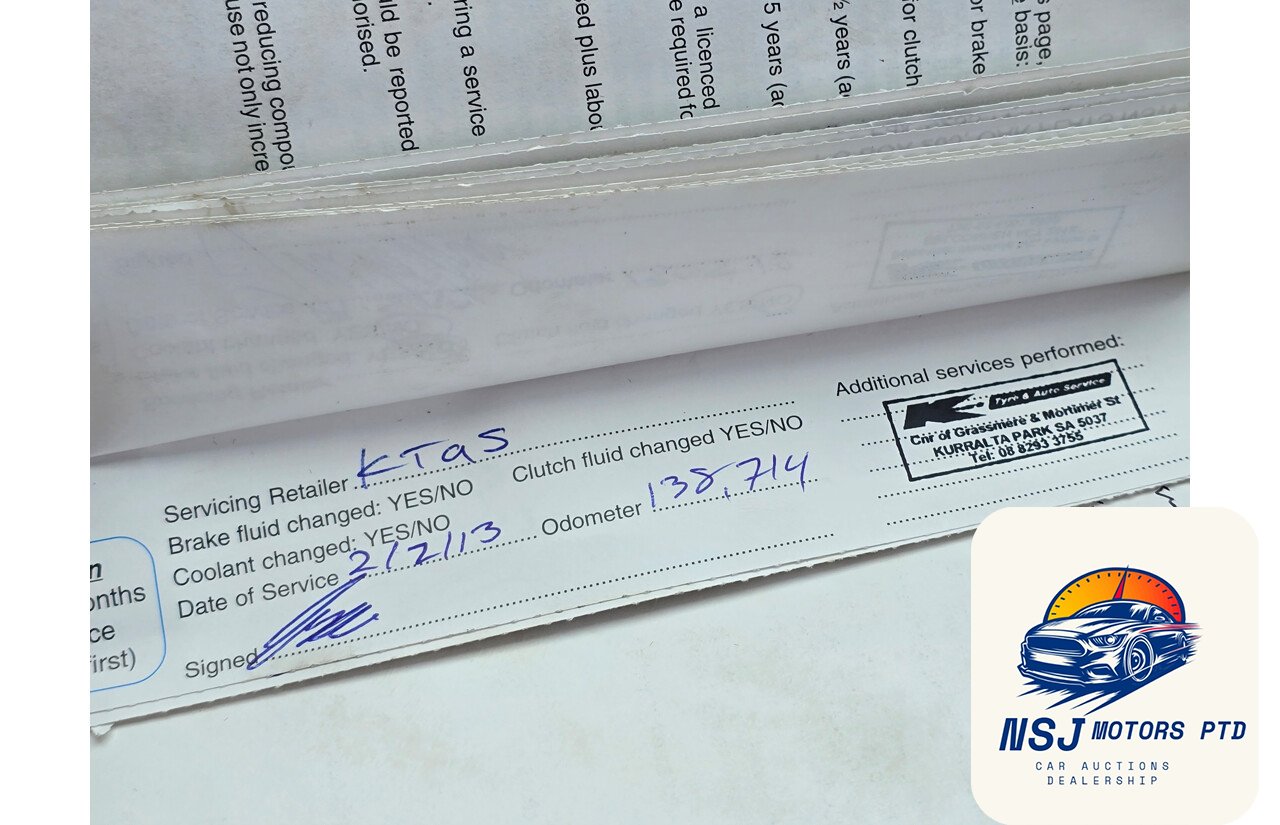 reducing compo
use not only incre
ld be reported
orised.
ring a service
sed plus labo
a licenced
e required fo
5 years (a
½ years (a
or clutch
or brake
s page,
basis:
Additional services performed:
K Tyre & Auto Service
Cnr of Grassmere & Mortimer St
KURRALTA PARK SA 5037
Tel: 08 8293 3755
Servicing Retailer KTaS
Brake fluid changed: YES/NO Clutch fluid changed YES/NO
Coolant changed: YES/NO
Date of Service 2/2/13 Odometer 138,714
Signed
n
onths
ce
first)
NSJ MOTORS PTD
CAR AUCTIONS
DEALERSHIP